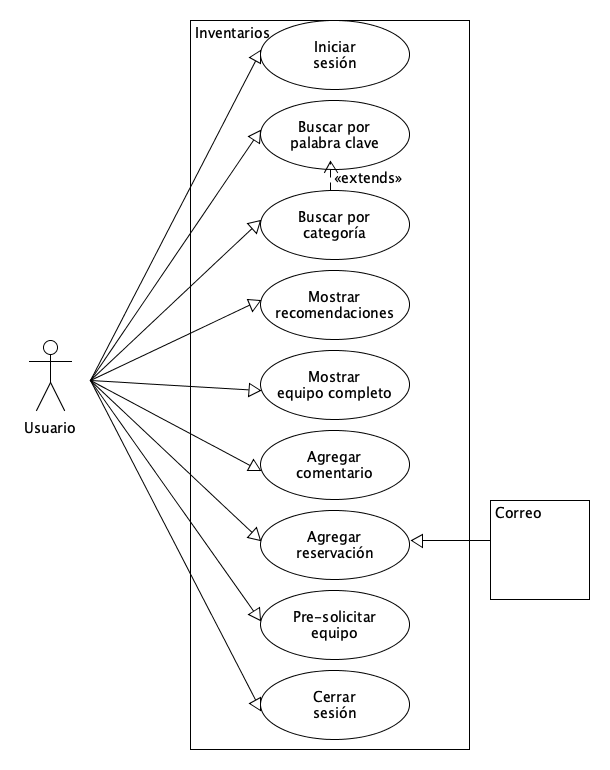 Inventarios
Iniciar
sesión
Buscar por
palabra clave
«extends»
Buscar por
categoría
Mostrar
recomendaciones
Mostrar
equipo completo
Usuario
Agregar
comentario
Agregar
reservación
Correo
Pre-solicitar
equipo
Cerrar
sesión